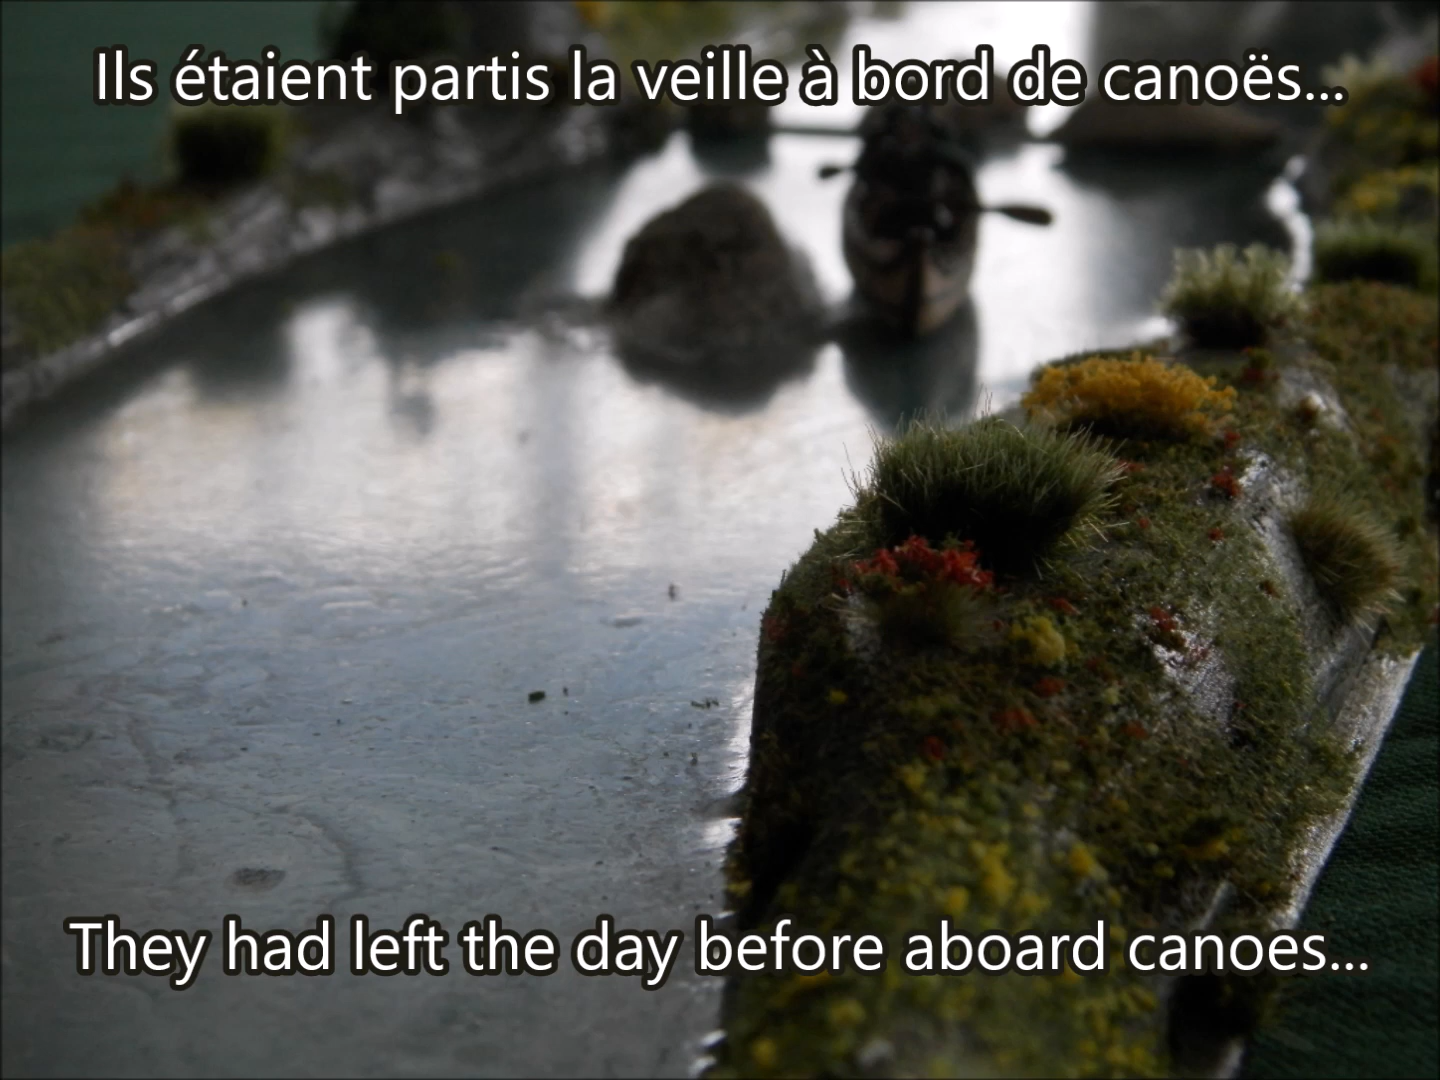 Ils étaient partis la veille à bord de canoës...
They had left the day before aboard canoes...